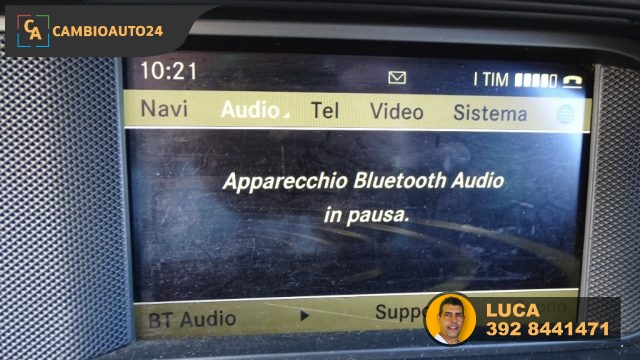 CA CAMBIOAUTO24
10:21 I TIM
Navi Audio Tel Video Sistema
Apparecchio Bluetooth Audio
in pausa.
BT Audio
LUCA
392 8441471